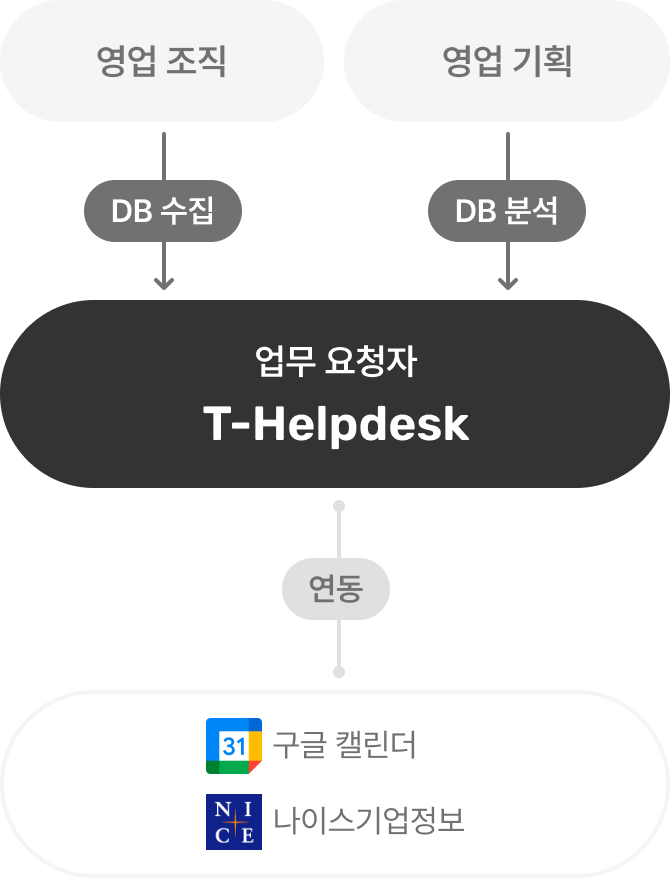 영업 조직
영업 기획
DB 수집
DB 분석
업무 요청자
T-Helpdesk
연동
31
구글 캘린더
N I
C E
나이스기업정보